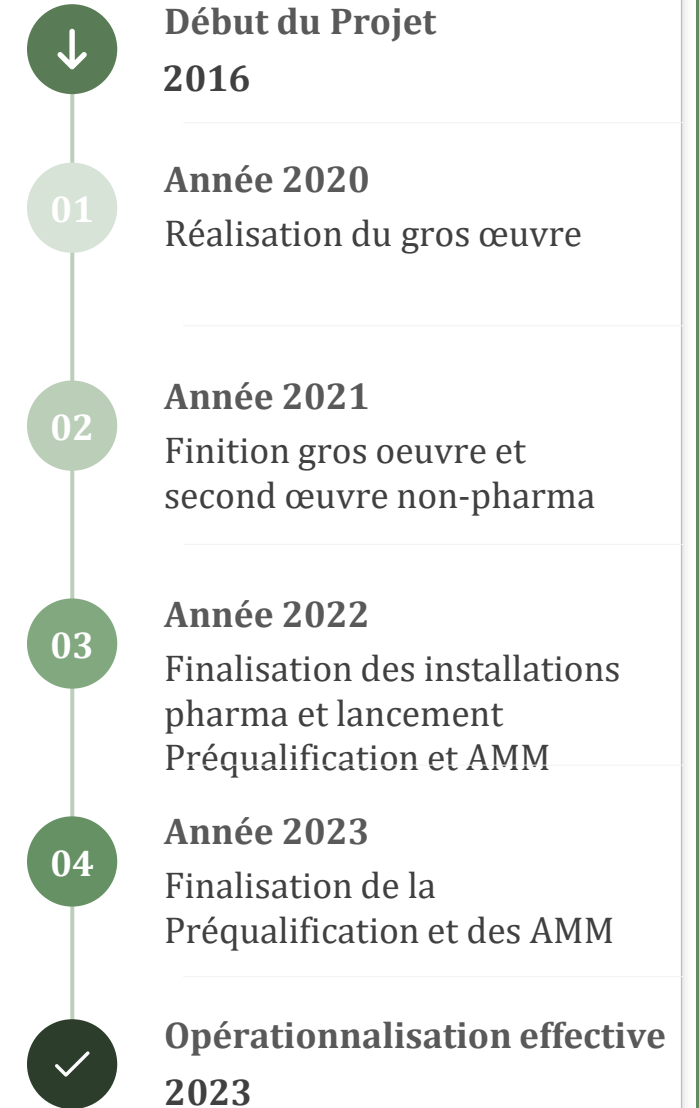 Début du Projet
2016
01
Année 2020
Réalisation du gros œuvre
02
Année 2021
Finition gros oeuvre et
second œuvre non-pharma
03
Année 2022
Finalisation des installations
pharma et lancement
Préqualification et AMM
04
Année 2023
Finalisation de la
Préqualification et des AMM
Opérationnalisation effective
2023